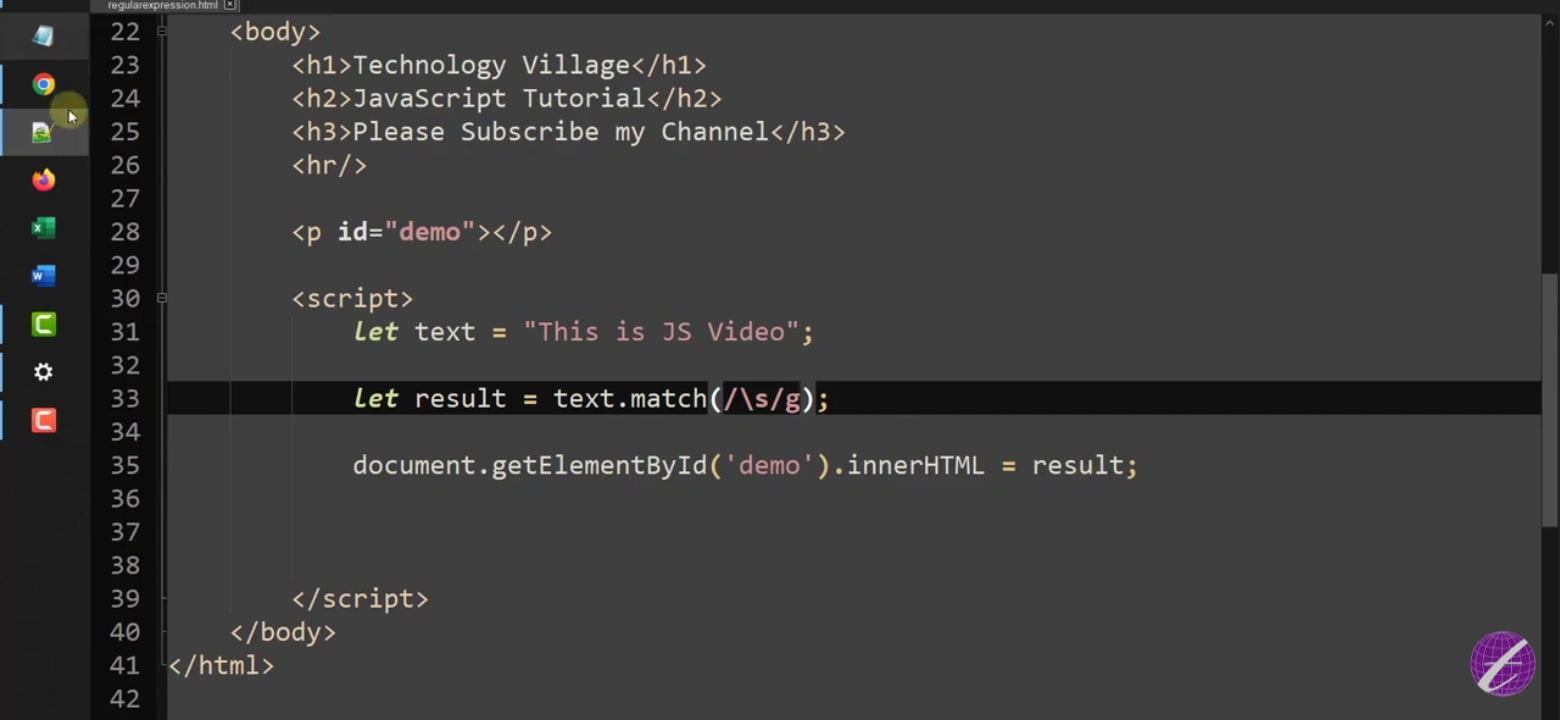 regularexpression.html
22 <body>
23 <h1>Technology Village</h1>
24 <h2>JavaScript Tutorial</h2>
25 <h3>Please Subscribe my Channel</h3>
26 <hr/>
27
28 <p id="demo"></p>
29
30 <script>
31 let text = "This is JS Video";
32
33 let result = text.match(/\s/g);
34
35 document.getElementById('demo').innerHTML = result;
36
37
38
39 </script>
40 </body>
41 </html>
42